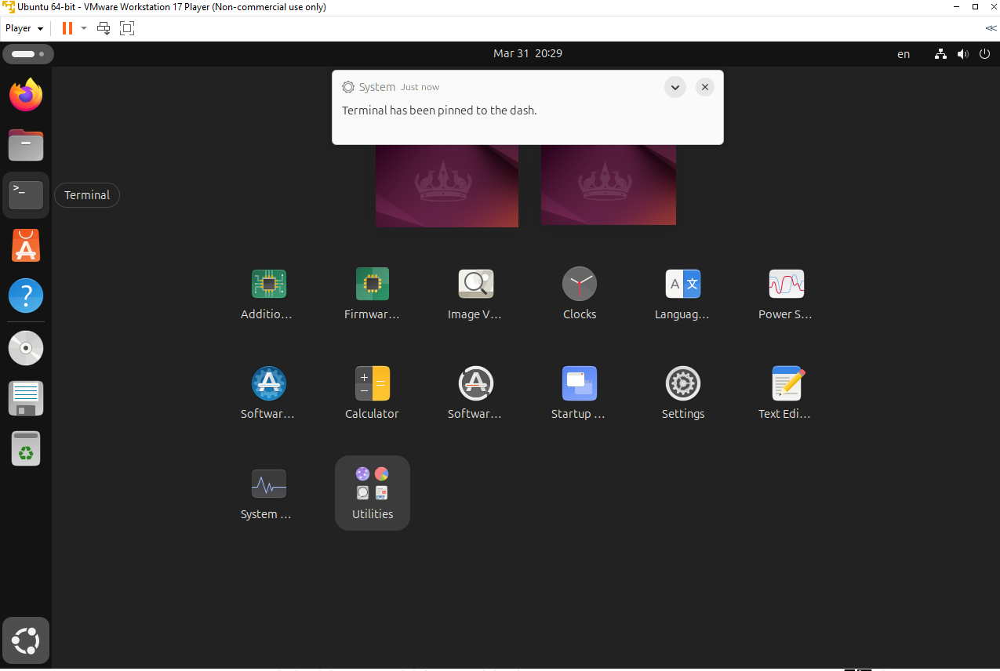 Ubuntu 64-bit - VMware Workstation 17 Player (Non-commercial use only)
Player
Mar 31 20:29
en
System Just now
Terminal has been pinned to the dash.
Terminal
Additio… Firmwar… Image V… Clocks Languag… Power S…
Softwar… Calculator Softwar… Startup … Settings Text Edi…
System … Utilities